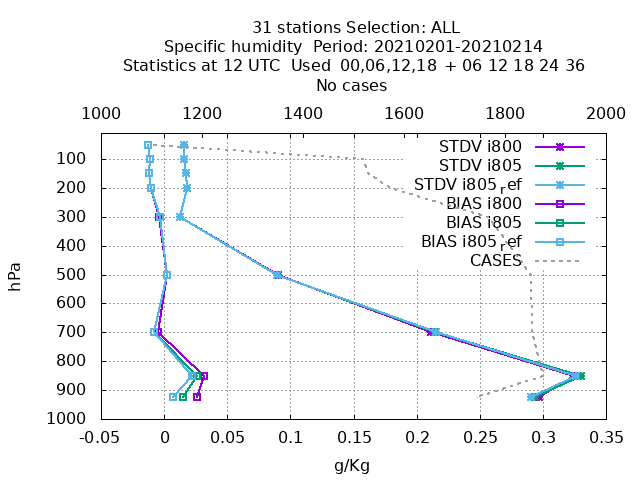 31 stations Selection: ALL
Specific humidity  Period: 20210201-20210214
Statistics at 12 UTC  Used  00,06,12,18  + 06 12 18 24 36
No cases
1000 1200 1400 1600 1800 2000
STDV i800
STDV i805
STDV i805ref
BIAS i800
BIAS i805
BIAS i805ref
CASES
100
200
300
400
500
600
700
800
900
1000
hPa
-0.05 0 0.05 0.1 0.15 0.2 0.25 0.3 0.35
g/Kg